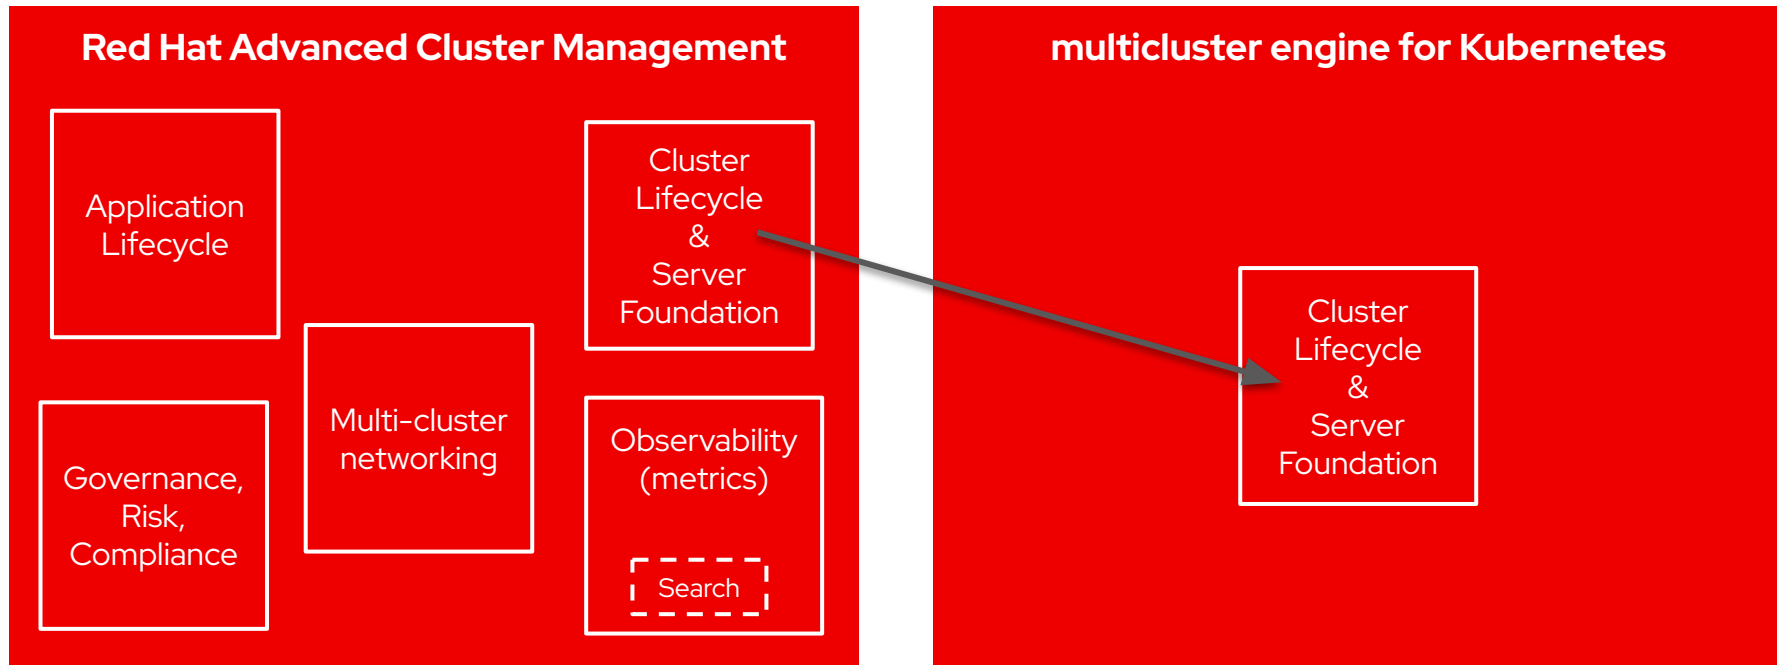 Red Hat Advanced Cluster Management
Application
Lifecycle
Cluster
Lifecycle
&
Server
Foundation
Multi-cluster
networking
Governance,
Risk,
Compliance
Observability
(metrics)
Search
multicluster engine for Kubernetes
Cluster
Lifecycle
&
Server
Foundation